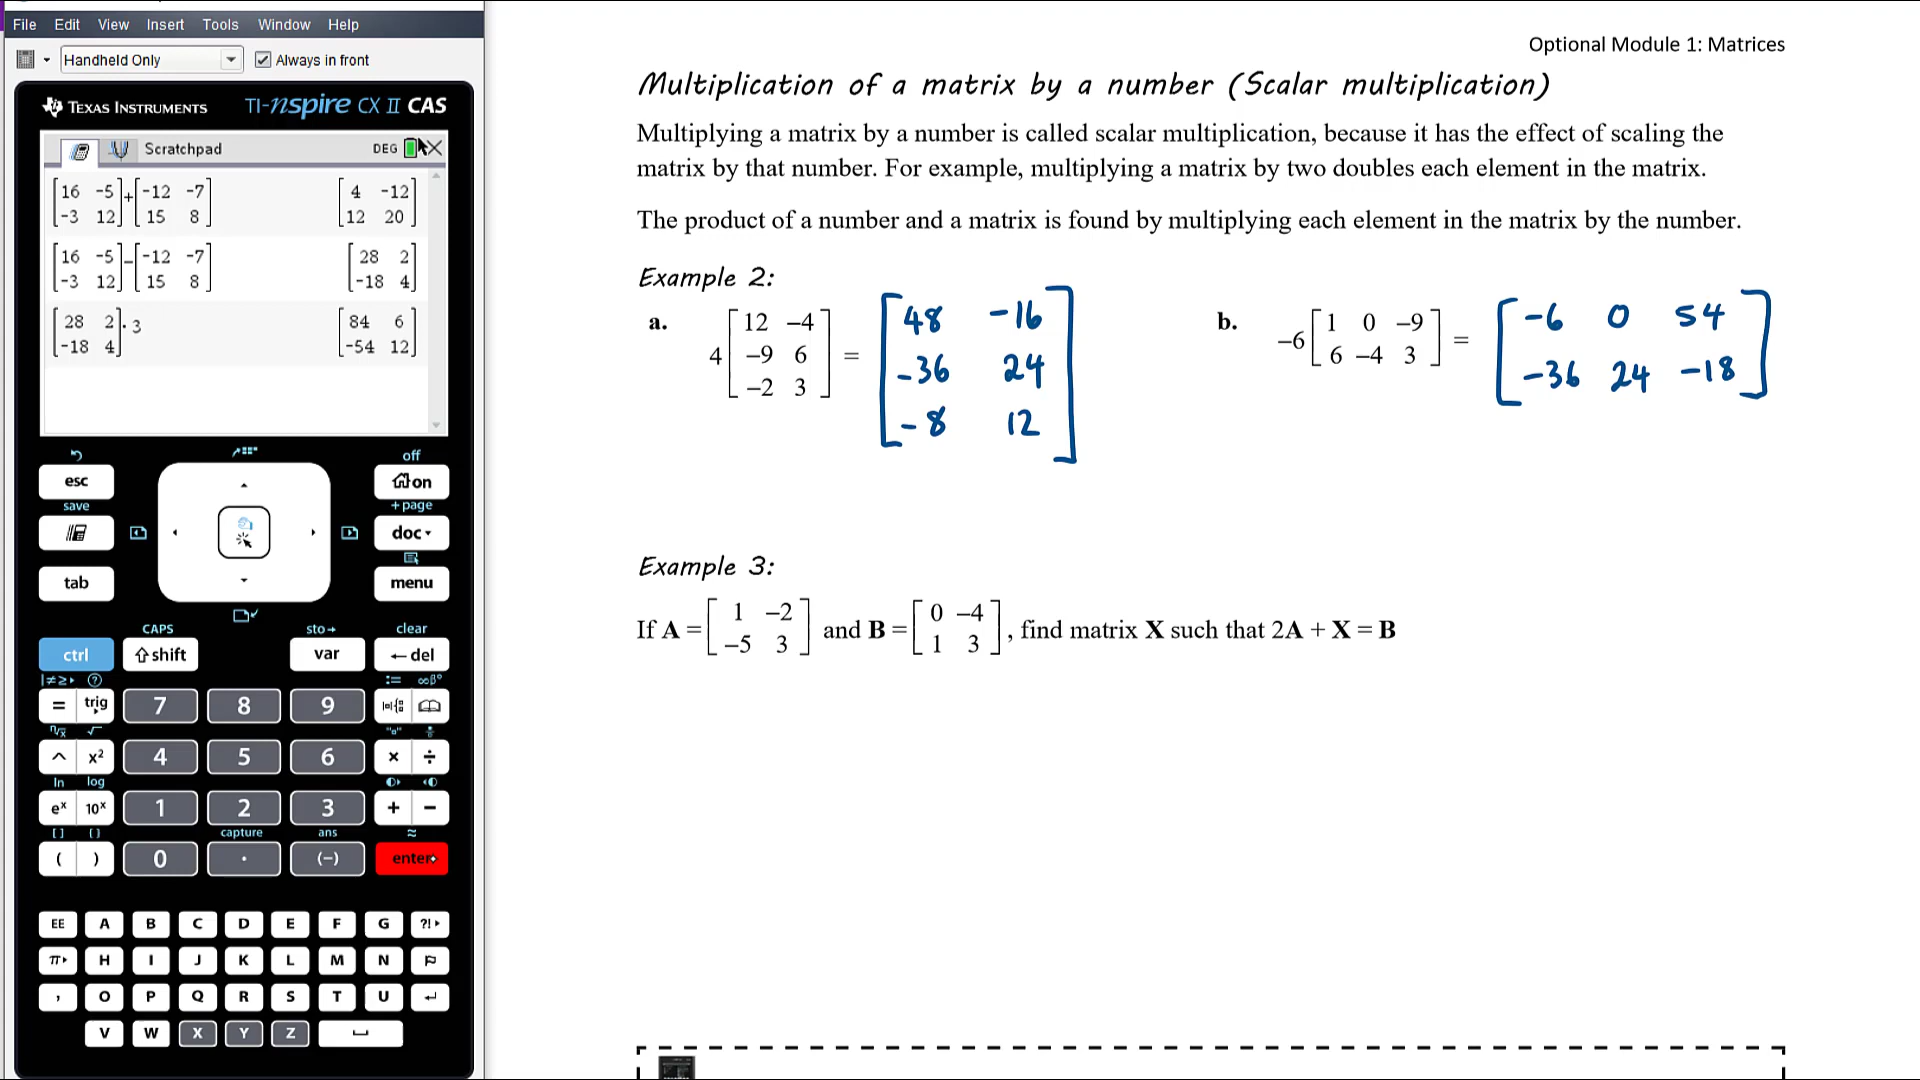 File Edit View Insert Tools Window Help
Handheld Only Always in front
TEXAS INSTRUMENTS TI-nspire CX II CAS
Scratchpad DEG
[16 -5] + [-12 -7] [4 -12]
[-3 12] [15 8] [12 20]
[16 -5] - [-12 -7] [28 2]
[-3 12] [15 8] [-18 4]
[28 2] · 3 [84 6]
[-18 4] [-54 12]
off
esc on
save +page
doc
tab menu
CAPS sto→ clear
ctrl ⇧shift var ←del
|≠≥▸ ? := ∞β°
= trig 7 8 9
ⁿ√x √ "□" ÷
^ x² 4 5 6 × ÷
ln log
eˣ 10ˣ 1 2 3 + −
[ ] { } capture ans ≈
( ) 0 . (−) enter
EE A B C D E F G ?!▸
π▸ H I J K L M N
, O P Q R S T U ↵
V W X Y Z
Optional Module 1: Matrices
Multiplication of a matrix by a number (Scalar multiplication)
Multiplying a matrix by a number is called scalar multiplication, because it has the effect of scaling the
matrix by that number. For example, multiplying a matrix by two doubles each element in the matrix.
The product of a number and a matrix is found by multiplying each element in the matrix by the number.
Example 2:
a.
[12 –4] [48 -16]
4 [–9 6] = [-36 24]
[–2 3] [-8 12]
b.
–6 [1 0 –9] = [-6 0 54]
[6 –4 3] [-36 24 -18]
Example 3:
If A = [1 –2] and B = [0 –4], find matrix X such that 2A + X = B
[–5 3] [1 3]